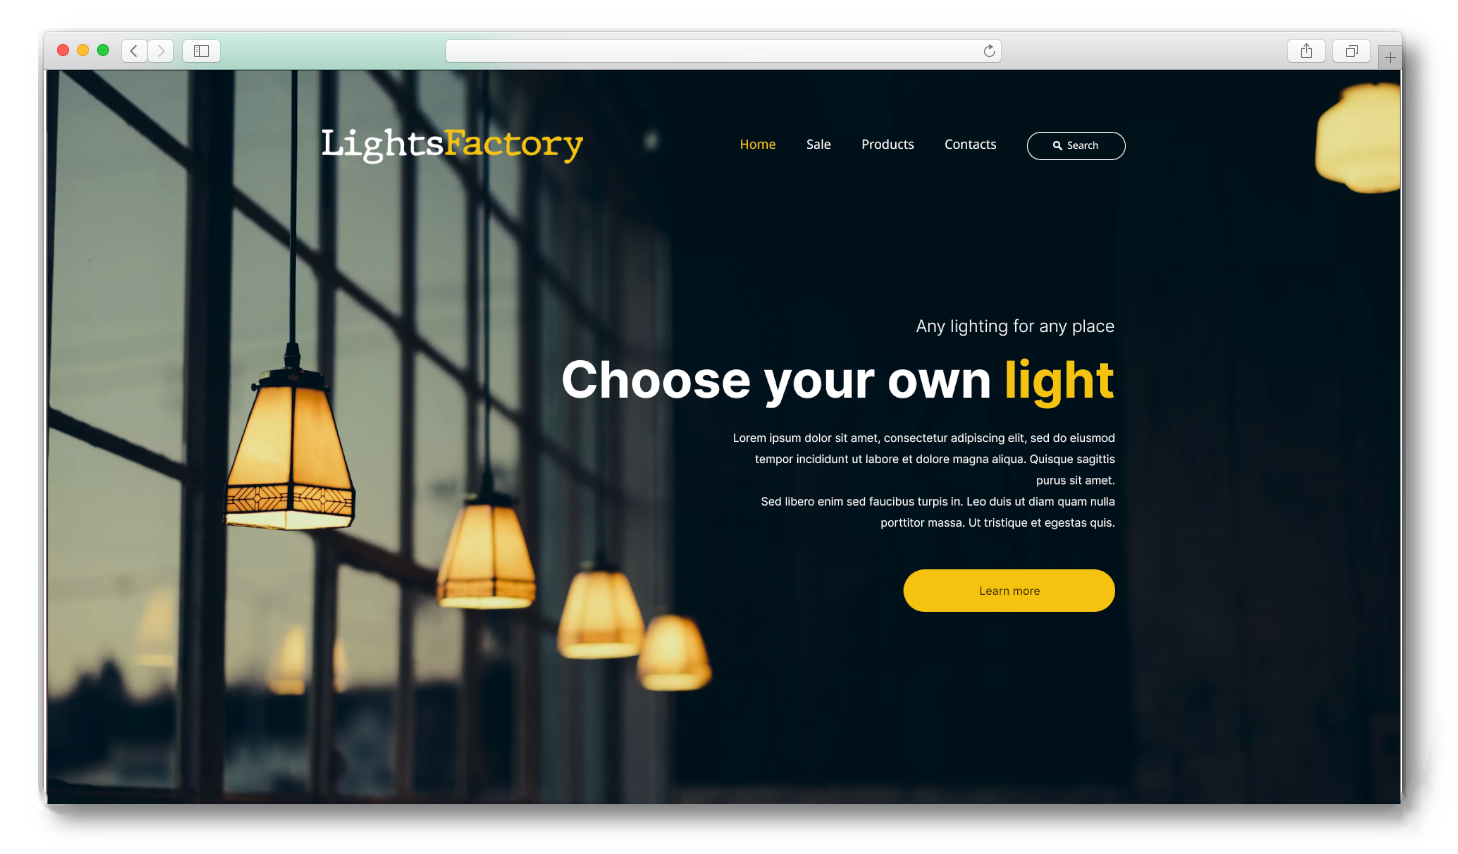 LightsFactory
Home Sale Products Contacts Search
Any lighting for any place
Choose your own light
Lorem ipsum dolor sit amet, consectetur adipiscing elit, sed do eiusmod
tempor incididunt ut labore et dolore magna aliqua. Quisque sagittis
purus sit amet.
Sed libero enim sed faucibus turpis in. Leo duis ut diam quam nulla
porttitor massa. Ut tristique et egestas quis.
Learn more